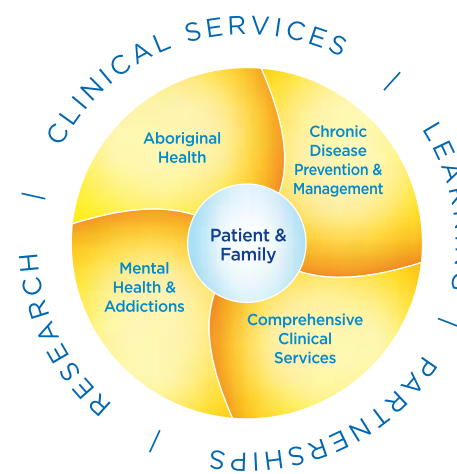 CLINICAL SERVICES / LEARNING / PARTNERSHIPS / RESEARCH /
Aboriginal
Health
Chronic
Disease
Prevention &
Management
Patient &
Family
Mental
Health &
Addictions
Comprehensive
Clinical
Services